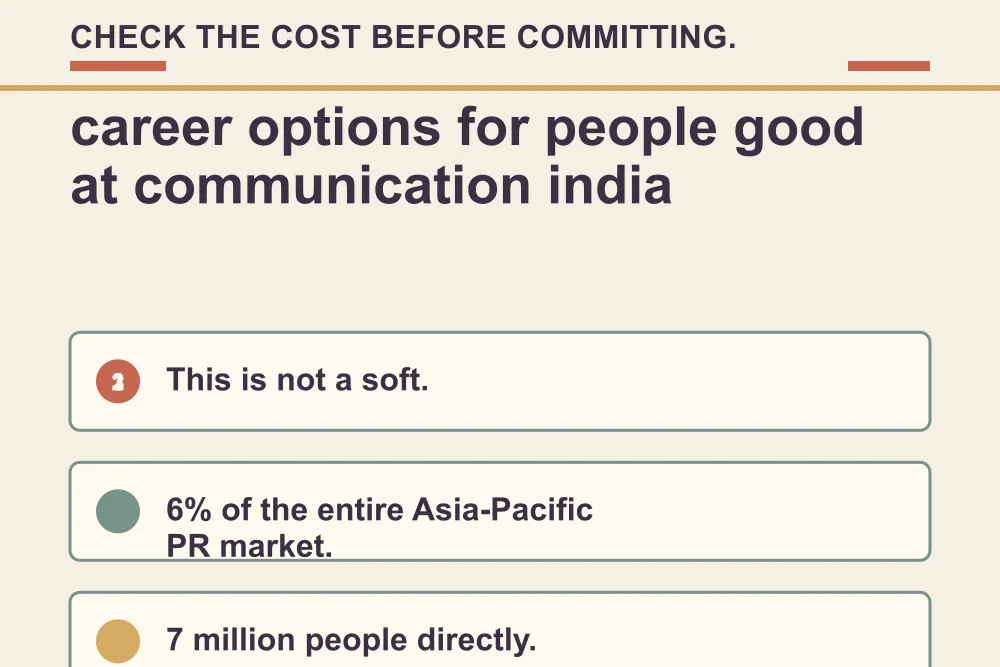 CHECK THE COST BEFORE COMMITTING.
career options for people good
at communication india
This is not a soft.
6% of the entire Asia-Pacific
PR market.
7 million people directly.